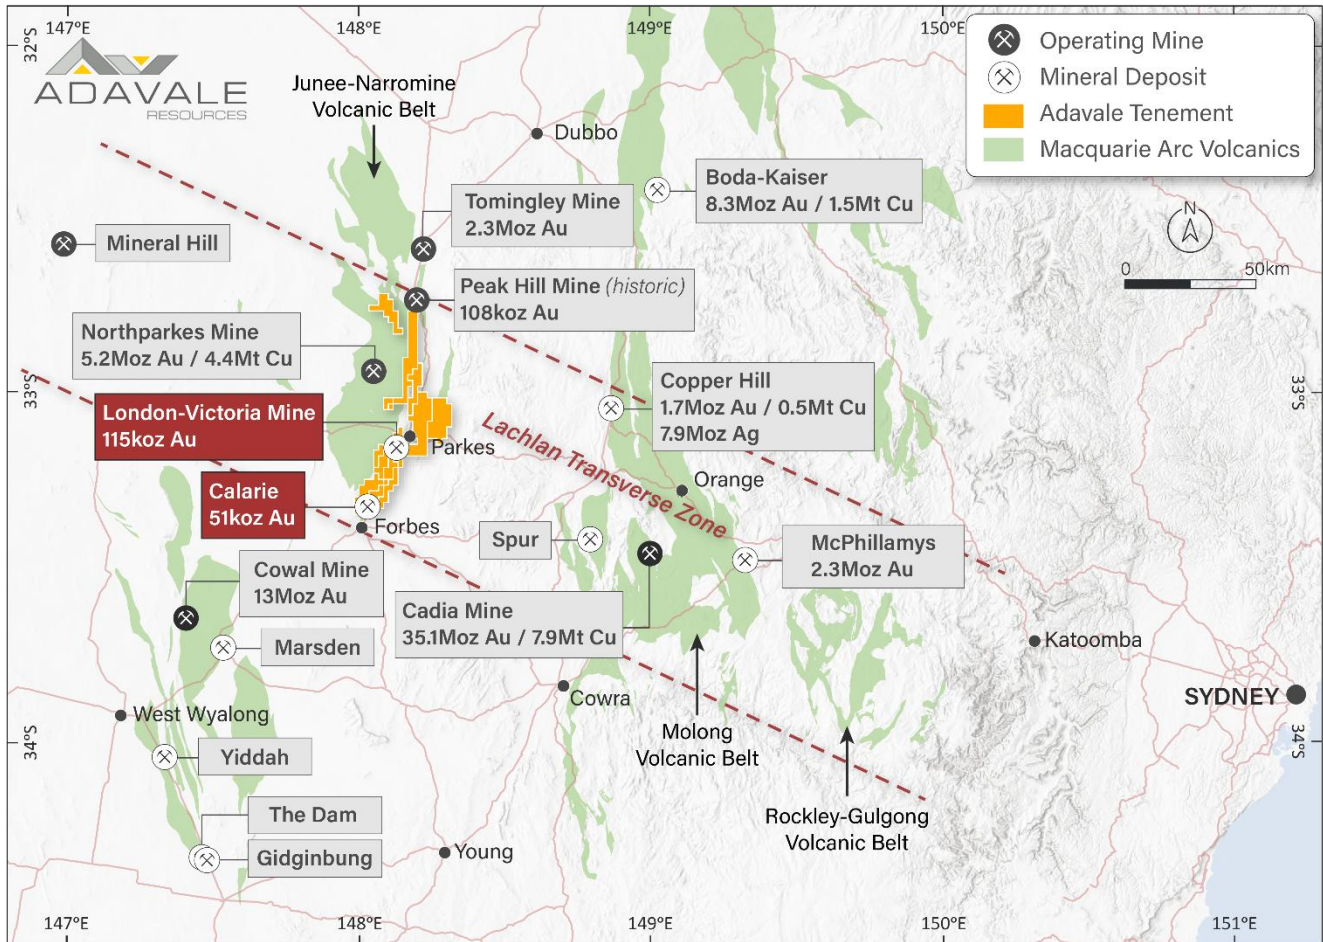 147°E
148°E
149°E
150°E
32°S
ADAVALE
RESOURCES
Operating Mine
Mineral Deposit
Adavale Tenement
Macquarie Arc Volcanics
N
0 50km
Junee-Narromine
Volcanic Belt
Dubbo
Boda-Kaiser
8.3Moz Au / 1.5Mt Cu
Tomingley Mine
2.3Moz Au
Mineral Hill
Peak Hill Mine (historic)
108koz Au
Northparkes Mine
5.2Moz Au / 4.4Mt Cu
33°S
33°S
Copper Hill
1.7Moz Au / 0.5Mt Cu
7.9Moz Ag
London-Victoria Mine
115koz Au
Parkes
Lachlan Transverse Zone
Orange
Calarie
51koz Au
Forbes
Spur
McPhillamys
2.3Moz Au
Cowal Mine
13Moz Au
Cadia Mine
35.1Moz Au / 7.9Mt Cu
Marsden
Katoomba
Cowra
SYDNEY
West Wyalong
Molong
Volcanic Belt
34°S
34°S
Yiddah
The Dam
Rockley-Gulgong
Volcanic Belt
Gidginbung
Young
147°E
148°E
149°E
150°E
151°E